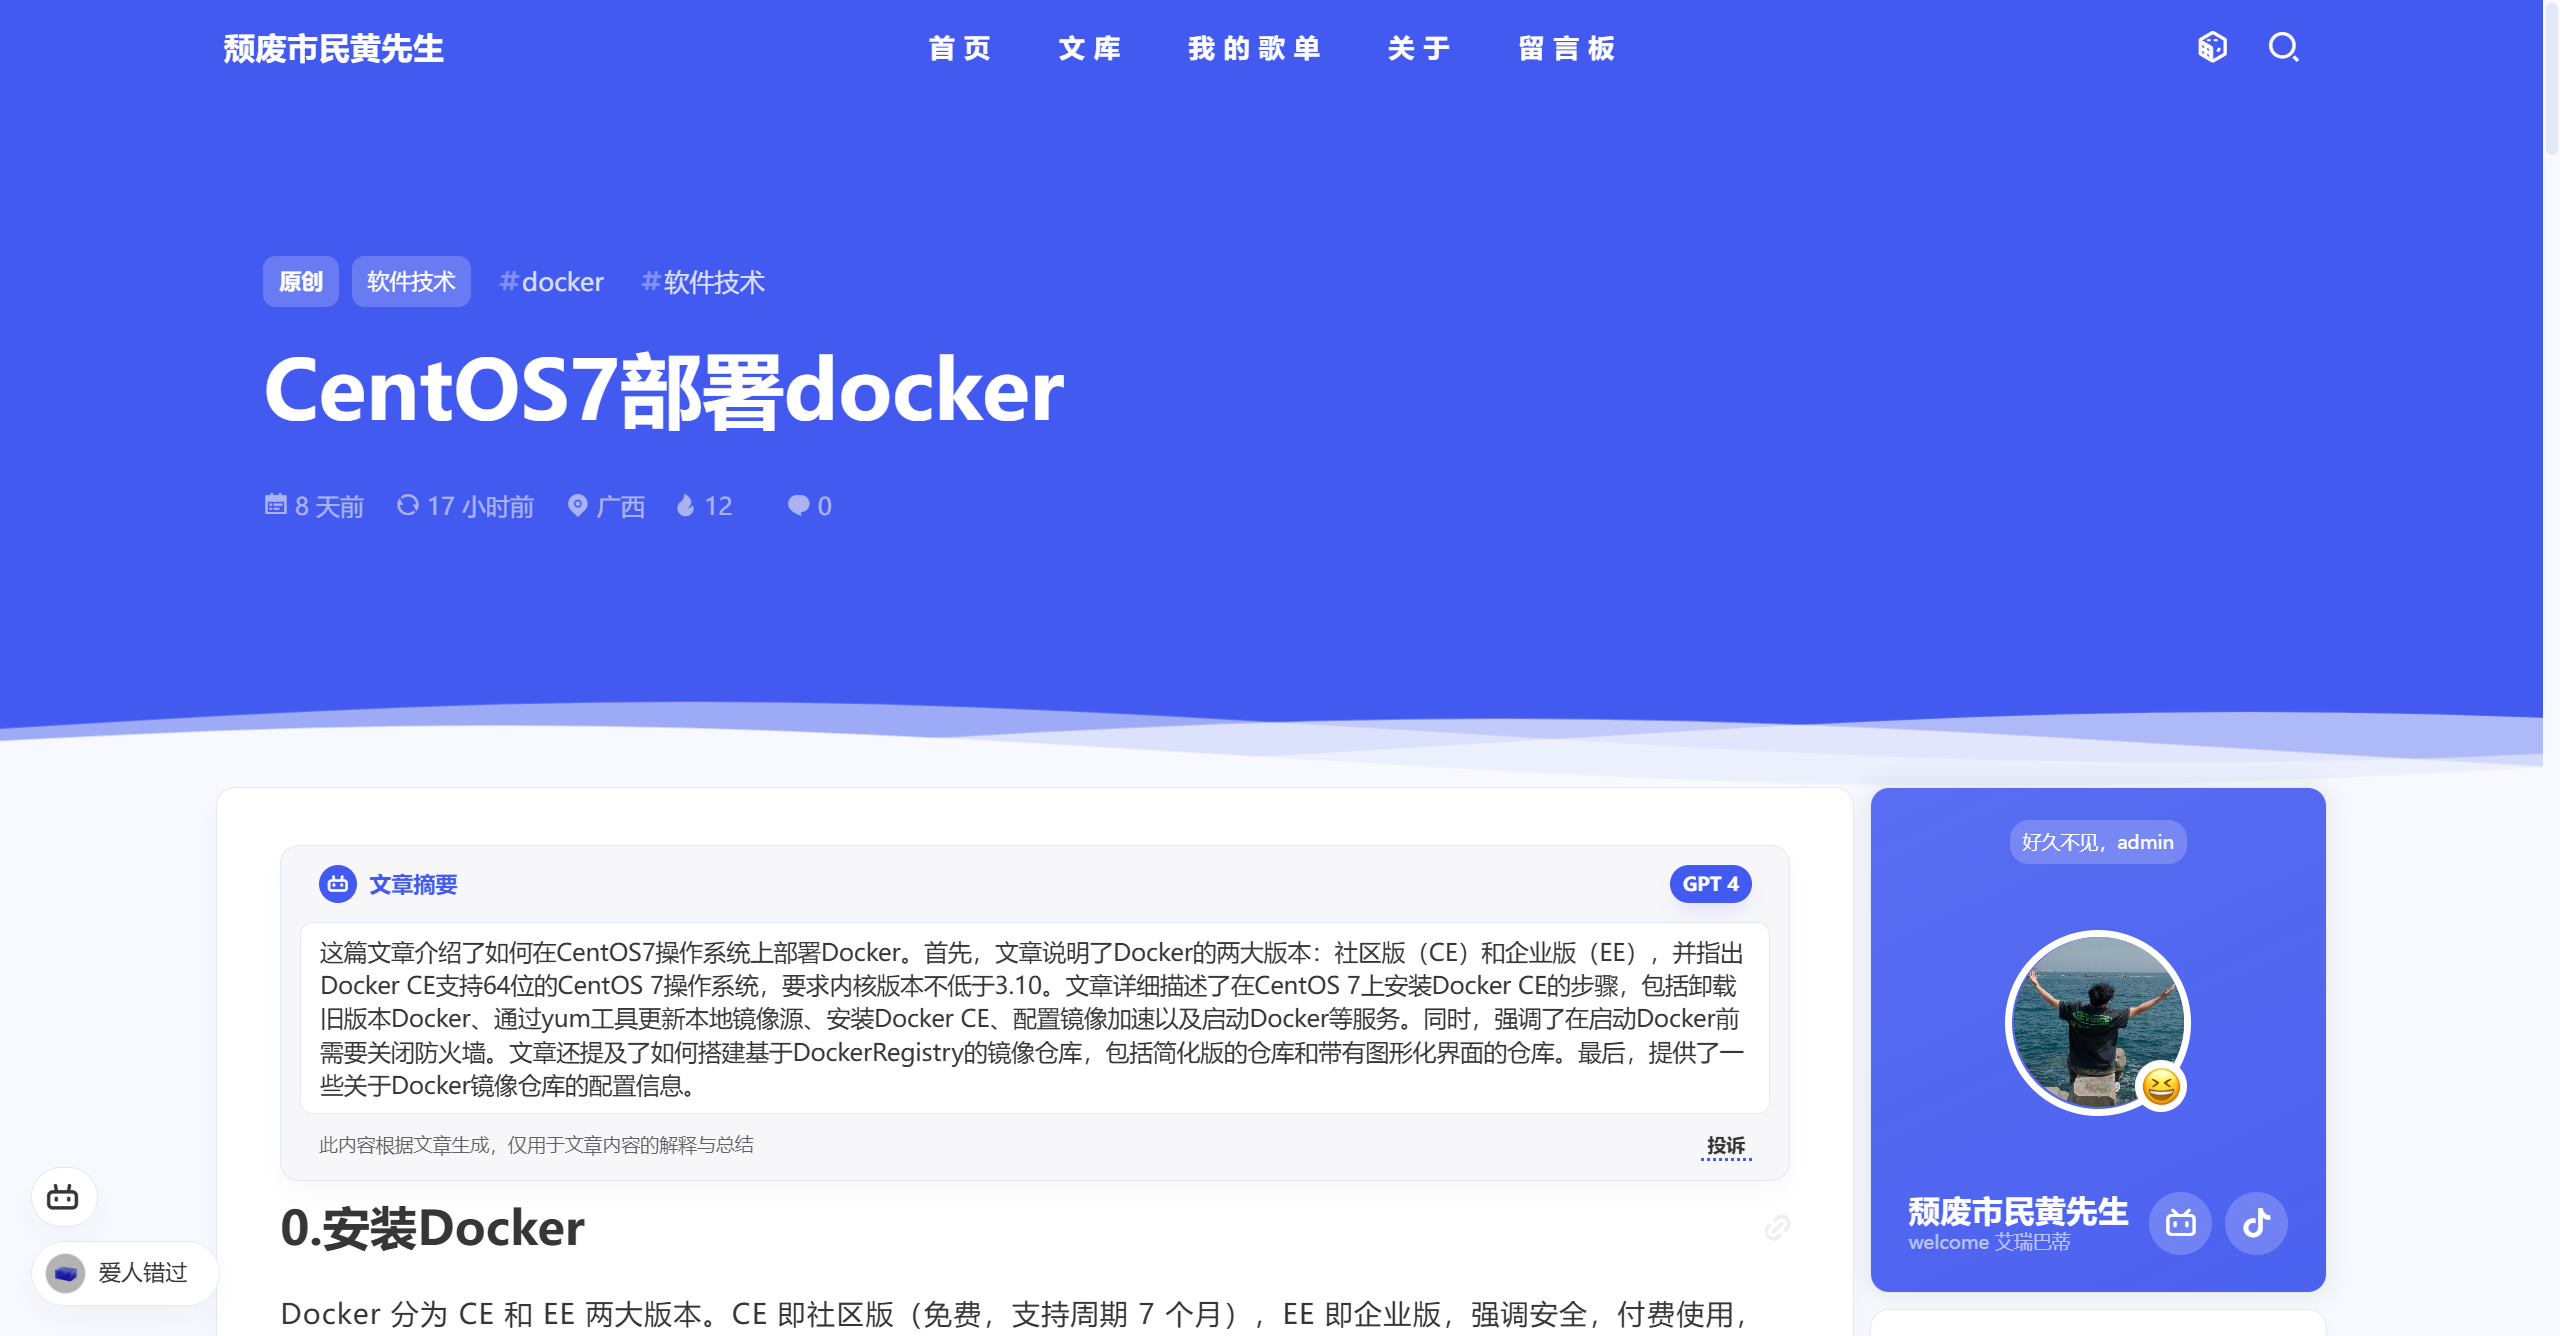 颓废市民黄先生
首页 文库 我的歌单 关于 留言板
原创 软件技术 #docker #软件技术
CentOS7部署docker
8 天前 17 小时前 广西 12 0
文章摘要
GPT 4
这篇文章介绍了如何在CentOS7操作系统上部署Docker。首先，文章说明了Docker的两大版本：社区版（CE）和企业版（EE），并指出
Docker CE支持64位的CentOS 7操作系统，要求内核版本不低于3.10。文章详细描述了在CentOS 7上安装Docker CE的步骤，包括卸载
旧版本Docker、通过yum工具更新本地镜像源、安装Docker CE、配置镜像加速以及启动Docker等服务。同时，强调了在启动Docker前
需要关闭防火墙。文章还提及了如何搭建基于DockerRegistry的镜像仓库，包括简化版的仓库和带有图形化界面的仓库。最后，提供了一
些关于Docker镜像仓库的配置信息。
此内容根据文章生成，仅用于文章内容的解释与总结
投诉
0.安装Docker
Docker 分为 CE 和 EE 两大版本。CE 即社区版（免费，支持周期 7 个月），EE 即企业版，强调安全，付费使用，
好久不见，admin
颓废市民黄先生
welcome 艾瑞巴蒂
爱人错过